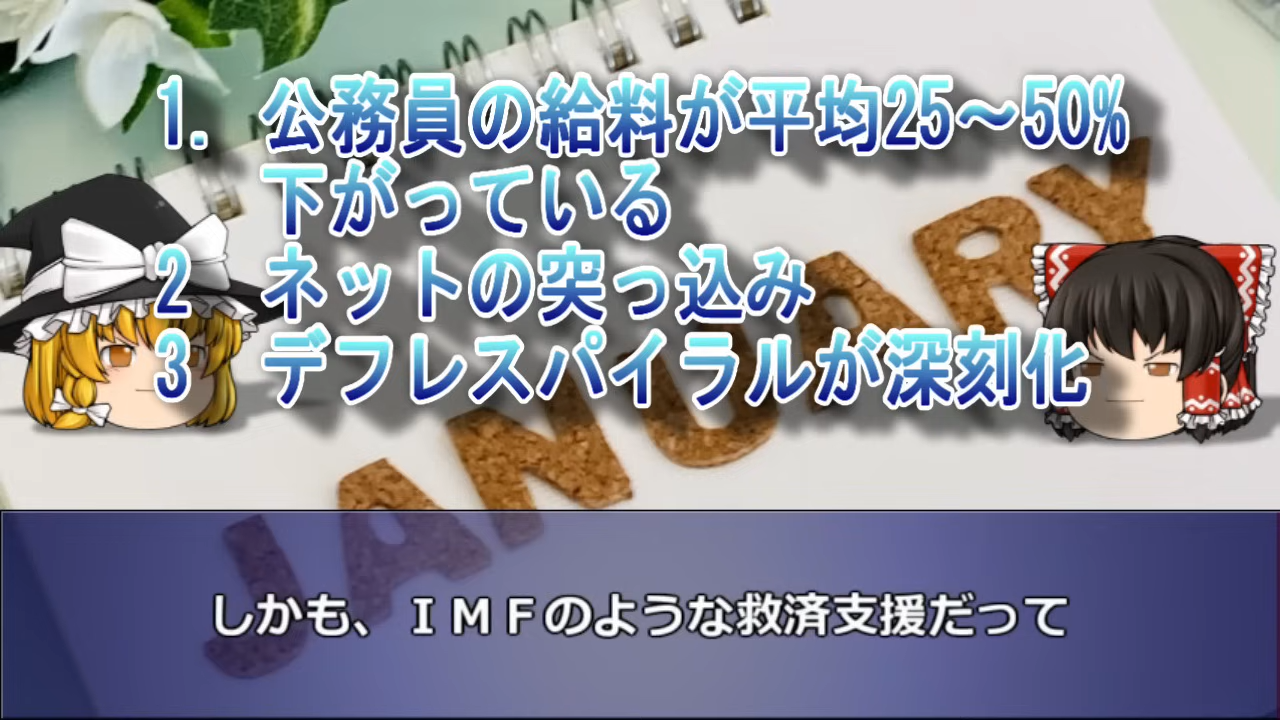 1. 公務員の給料が平均25～50%
下がっている
2 ネットの突っ込み
3 デフレスパイラルが深刻化
JANUARY
しかも、ＩＭＦのような救済支援だって